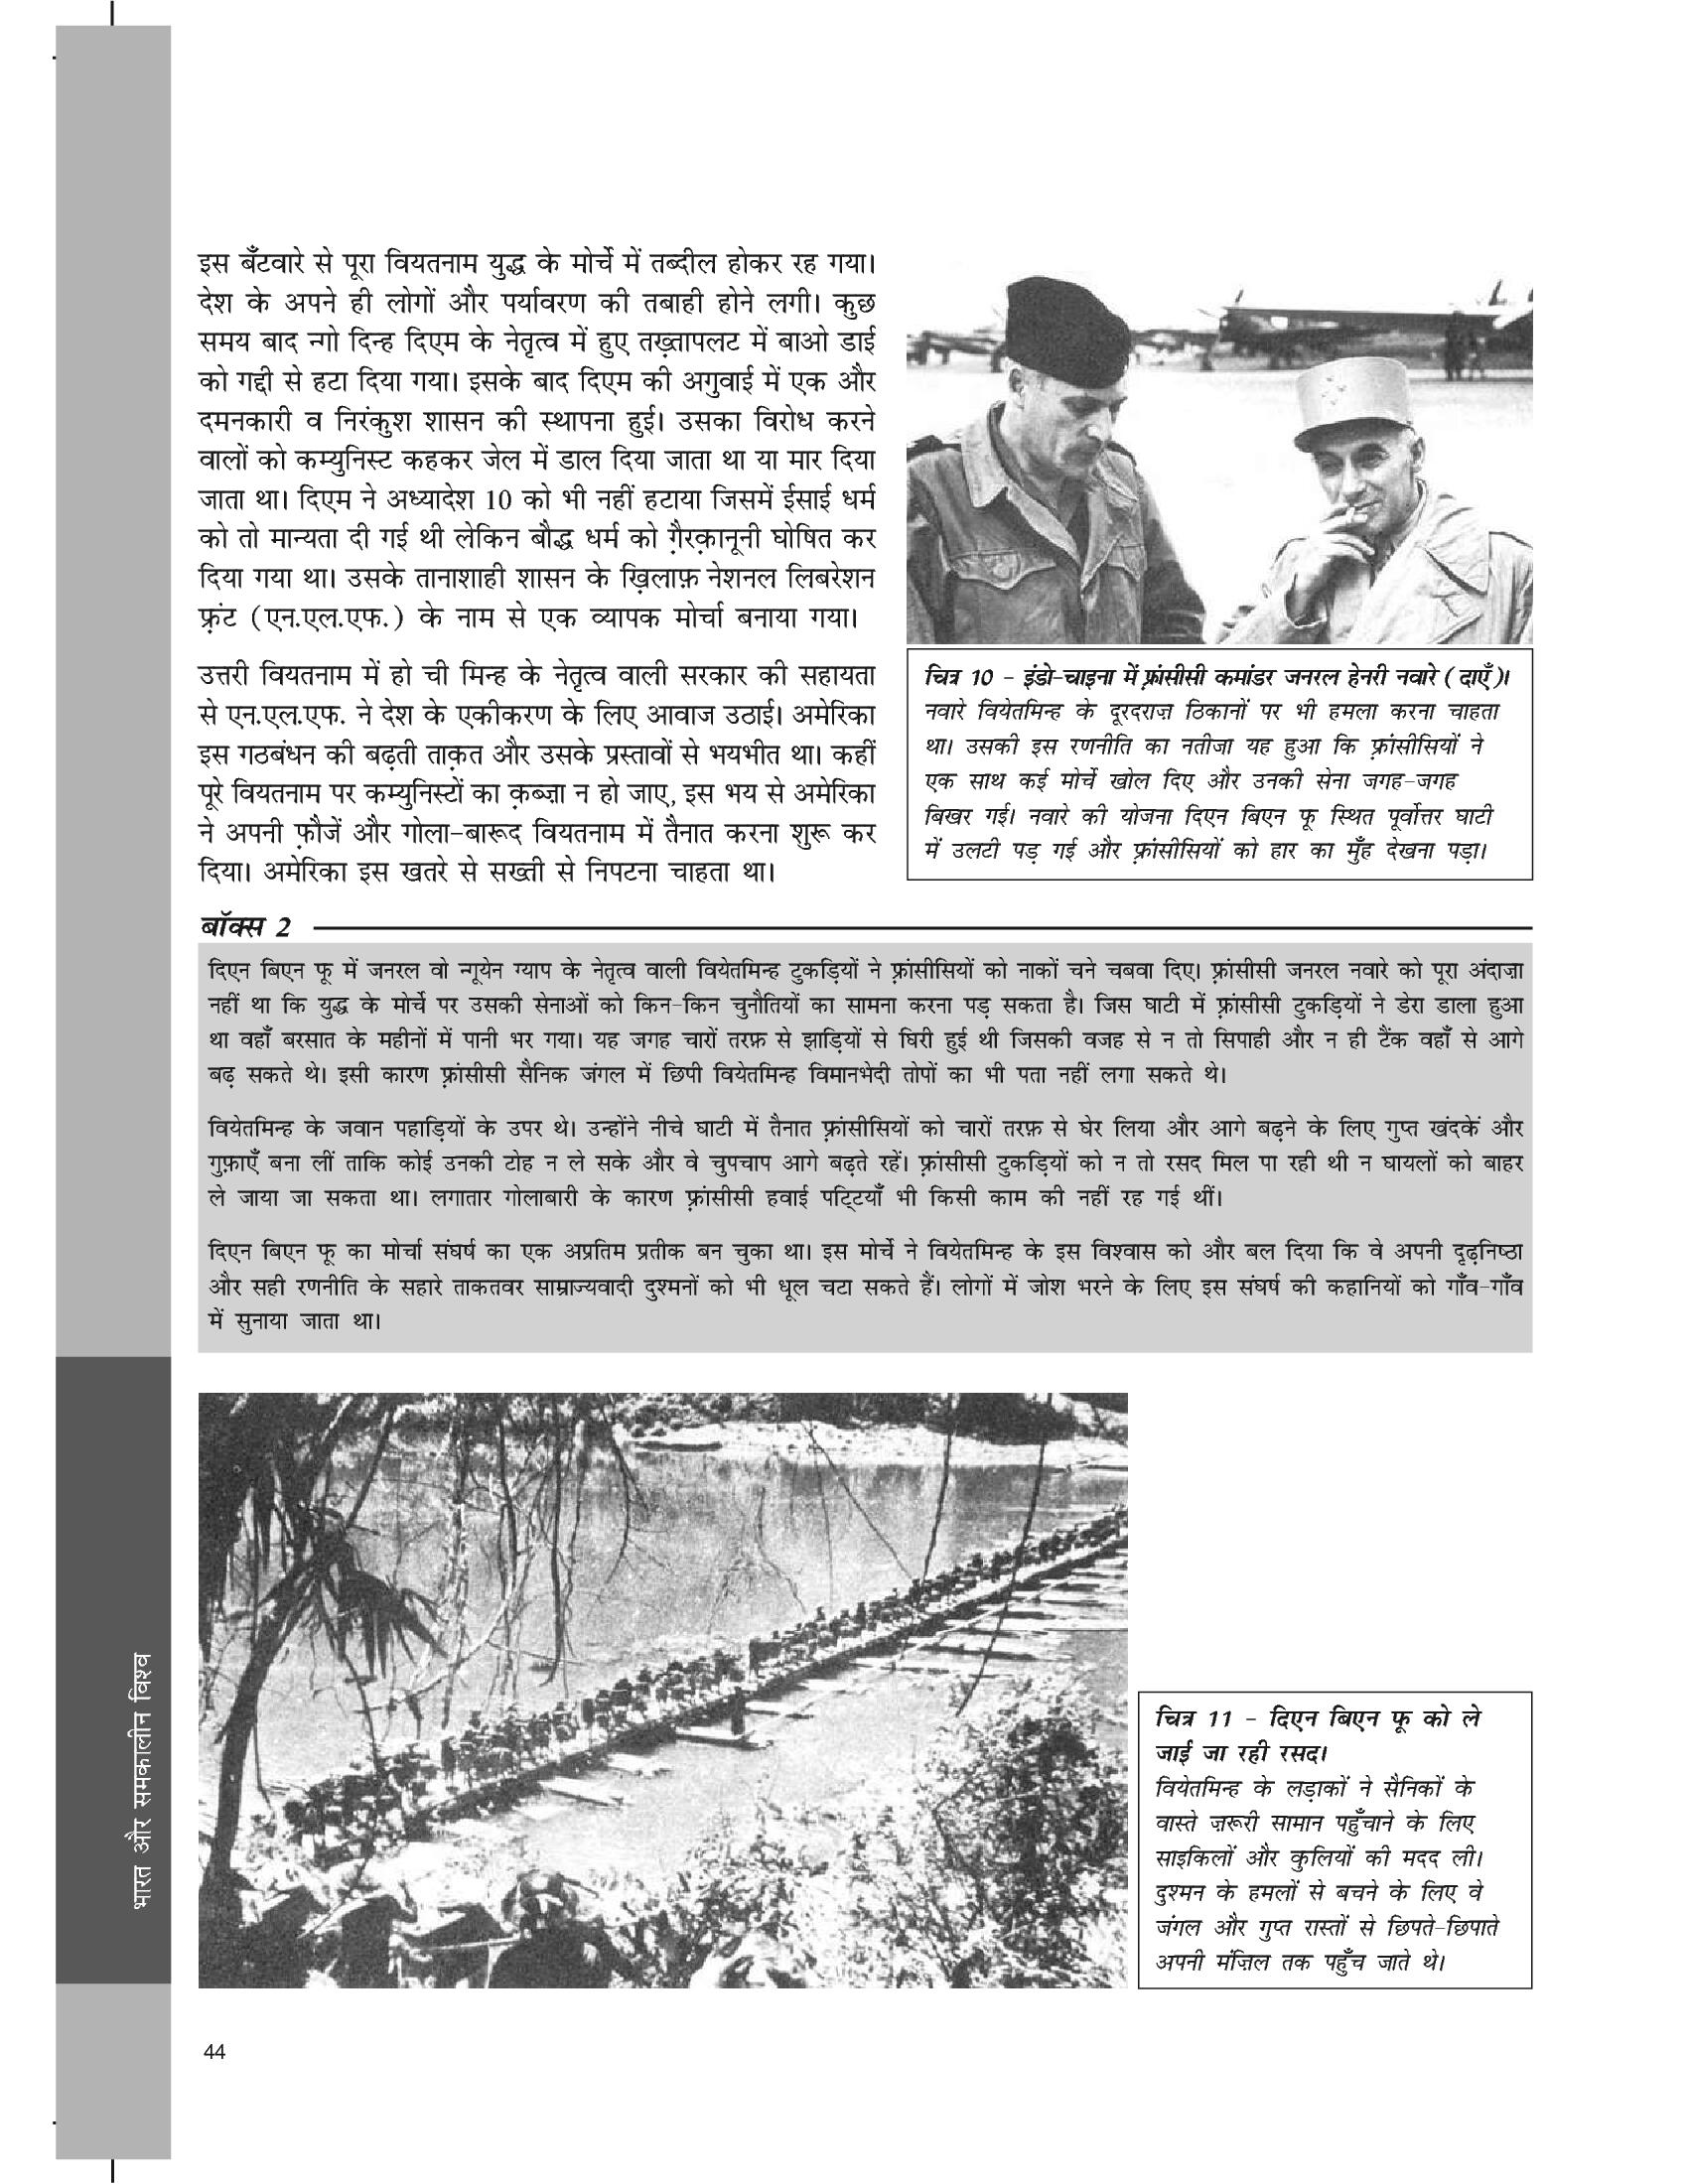 इस बँटवारे से पूरा वियतनाम युद्ध के मोर्चे में तब्दील होकर रह गया।
देश के अपने ही लोगों और पर्यावरण की तबाही होने लगी। कुछ
समय बाद न्गो दिन्ह दिएम के नेतृत्व में हुए तख़्तापलट में बाओ डाई
को गद्दी से हटा दिया गया। इसके बाद दिएम की अगुवाई में एक और
दमनकारी व निरंकुश शासन की स्थापना हुई। उसका विरोध करने
वालों को कम्युनिस्ट कहकर जेल में डाल दिया जाता था या मार दिया
जाता था। दिएम ने अध्यादेश 10 को भी नहीं हटाया जिसमें ईसाई धर्म
को तो मान्यता दी गई थी लेकिन बौद्ध धर्म को ग़ैरक़ानूनी घोषित कर
दिया गया था। उसके तानाशाही शासन के ख़िलाफ़ नेशनल लिबरेशन
फ़्रंट (एन.एल.एफ.) के नाम से एक व्यापक मोर्चा बनाया गया।
उत्तरी वियतनाम में हो ची मिन्ह के नेतृत्व वाली सरकार की सहायता
से एन.एल.एफ. ने देश के एकीकरण के लिए आवाज उठाई। अमेरिका
इस गठबंधन की बढ़ती ताक़त और उसके प्रस्तावों से भयभीत था। कहीं
पूरे वियतनाम पर कम्युनिस्टों का क़ब्ज़ा न हो जाए, इस भय से अमेरिका
ने अपनी फ़ौजें और गोला-बारूद वियतनाम में तैनात करना शुरू कर
दिया। अमेरिका इस खतरे से सख्ती से निपटना चाहता था।
चित्र 10 - इंडो-चाइना में फ़्रांसीसी कमांडर जनरल हेनरी नवारे (दाएँ)।
नवारे वियेतमिन्ह के दूरदराज़ ठिकानों पर भी हमला करना चाहता
था। उसकी इस रणनीति का नतीजा यह हुआ कि फ़्रांसीसियों ने
एक साथ कई मोर्चे खोल दिए और उनकी सेना जगह-जगह
बिखर गई। नवारे की योजना दिएन बिएन फू स्थित पूर्वोत्तर घाटी
में उलटी पड़ गई और फ़्रांसीसियों को हार का मुँह देखना पड़ा।
बॉक्स 2
दिएन बिएन फू में जनरल वो न्गूयेन ग्याप के नेतृत्व वाली वियेतमिन्ह टुकड़ियों ने फ़्रांसीसियों को नाकों चने चबवा दिए। फ़्रांसीसी जनरल नवारे को पूरा अंदाज़ा
नहीं था कि युद्ध के मोर्चे पर उसकी सेनाओं को किन-किन चुनौतियों का सामना करना पड़ सकता है। जिस घाटी में फ़्रांसीसी टुकड़ियों ने डेरा डाला हुआ
था वहाँ बरसात के महीनों में पानी भर गया। यह जगह चारों तरफ़ से झाड़ियों से घिरी हुई थी जिसकी वजह से न तो सिपाही और न ही टैंक वहाँ से आगे
बढ़ सकते थे। इसी कारण फ़्रांसीसी सैनिक जंगल में छिपी वियेतमिन्ह विमानभेदी तोपों का भी पता नहीं लगा सकते थे।
वियेतमिन्ह के जवान पहाड़ियों के उपर थे। उन्होंने नीचे घाटी में तैनात फ़्रांसीसियों को चारों तरफ़ से घेर लिया और आगे बढ़ने के लिए गुप्त खंदकें और
गुफ़ाएँ बना लीं ताकि कोई उनकी टोह न ले सके और वे चुपचाप आगे बढ़ते रहें। फ़्रांसीसी टुकड़ियों को न तो रसद मिल पा रही थी न घायलों को बाहर
ले जाया जा सकता था। लगातार गोलाबारी के कारण फ़्रांसीसी हवाई पट्टियाँ भी किसी काम की नहीं रह गई थीं।
दिएन बिएन फू का मोर्चा संघर्ष का एक अप्रतिम प्रतीक बन चुका था। इस मोर्चे ने वियेतमिन्ह के इस विश्वास को और बल दिया कि वे अपनी दृढ़निष्ठा
और सही रणनीति के सहारे ताकतवर साम्राज्यवादी दुश्मनों को भी धूल चटा सकते हैं। लोगों में जोश भरने के लिए इस संघर्ष की कहानियों को गाँव-गाँव
में सुनाया जाता था।
चित्र 11 - दिएन बिएन फू को ले
जाई जा रही रसद।
वियेतमिन्ह के लड़ाकों ने सैनिकों के
वास्ते ज़रूरी सामान पहुँचाने के लिए
साइकिलों और कुलियों की मदद ली।
दुश्मन के हमलों से बचने के लिए वे
जंगल और गुप्त रास्तों से छिपते-छिपाते
अपनी मंज़िल तक पहुँच जाते थे।
भारत और समकालीन विश्व
44